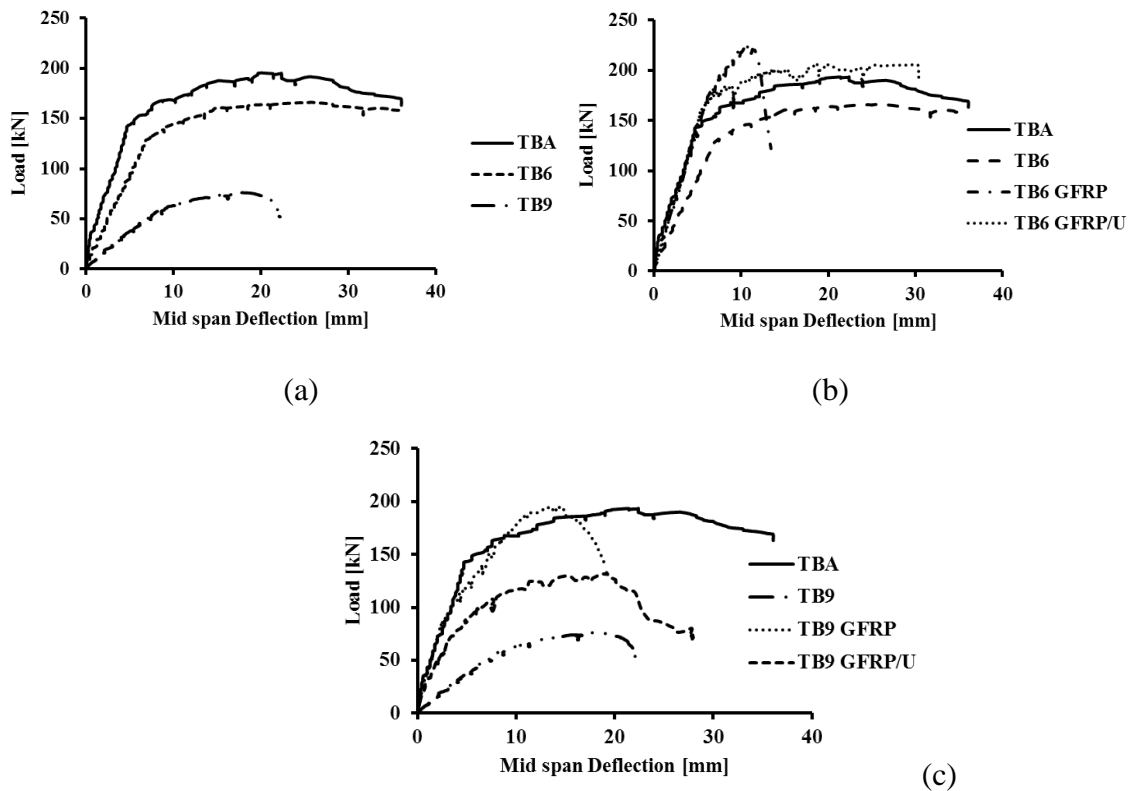 250
200
150
100
50
0
Load [kN]
0 10 20 30 40
Mid span Deflection [mm]
TBA
TB6
TB9
(a)
250
200
150
100
50
0
Load [kN]
0 10 20 30 40
Mid span Deflection [mm]
TBA
TB6
TB6 GFRP
TB6 GFRP/U
(b)
250
200
150
100
50
0
Load [kN]
0 10 20 30 40
Mid span Deflection [mm]
TBA
TB9
TB9 GFRP
TB9 GFRP/U
(c)